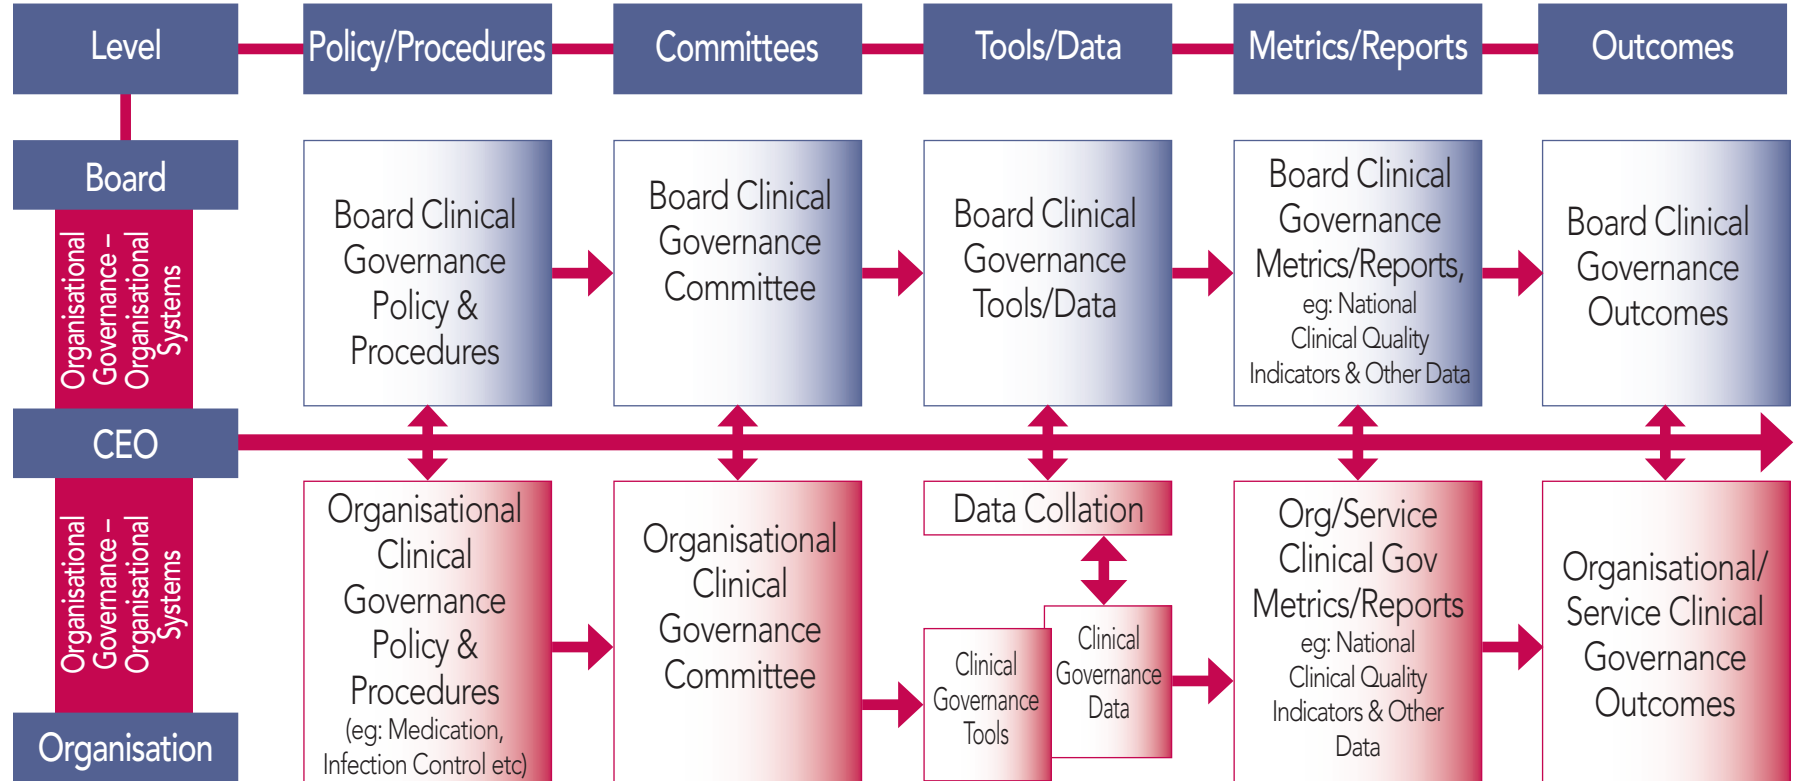 Level
Policy/Procedures
Committees
Tools/Data
Metrics/Reports
Outcomes
Board
Organisational
Governance –
Organisational
Systems
Board Clinical
Governance
Policy &
Procedures
Board Clinical
Governance
Committee
Board Clinical
Governance
Tools/Data
Board Clinical
Governance
Metrics/Reports,
eg: National
Clinical Quality
Indicators & Other Data
Board Clinical
Governance
Outcomes
CEO
Organisational
Governance –
Organisational
Systems
Organisational
Clinical
Governance
Policy &
Procedures
(eg: Medication,
Infection Control etc)
Organisational
Clinical
Governance
Committee
Data Collation
Clinical
Governance
Tools
Clinical
Governance
Data
Org/Service
Clinical Gov
Metrics/Reports
eg: National
Clinical Quality
Indicators & Other
Data
Organisational/
Service Clinical
Governance
Outcomes
Organisation